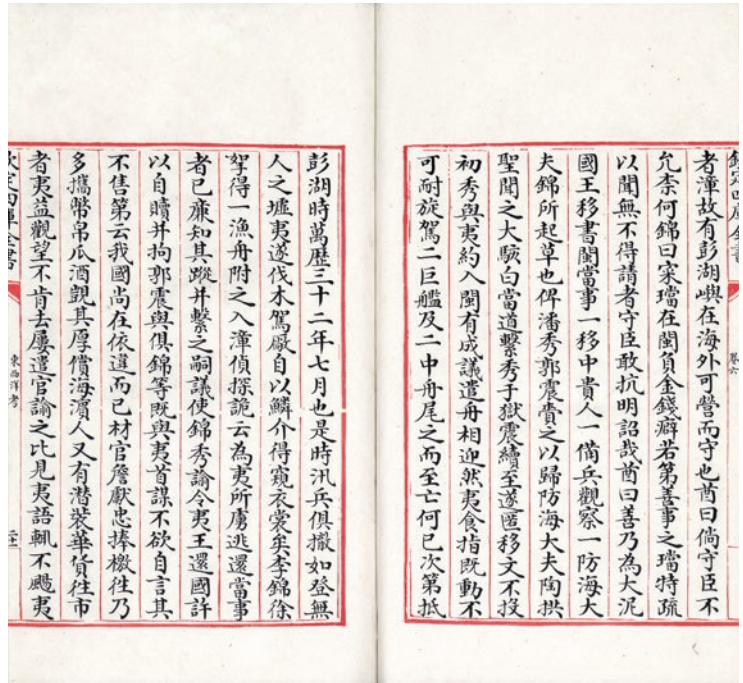 欽定四庫全書
卷六
者漳故有彭湖嶼在海外可營而守也酋曰倘守臣不
允柰何錦曰寀璫在閩負金錢癖若第善事之璫特疏
以聞無不得請者守臣敢抗明詔哉酋曰善乃為大泥
國王移書閩當事一移中貴人一備兵觀察一防海大
夫錦所起草也俾潘秀郭震賫之以歸防海大夫陶拱
聖聞之大駭白當道繫秀于獄震續至遂匿移文不投
初秀與夷約入閩有成議遣舟相迎然夷食指既動不
可耐旋駕二巨艦及二中舟尾之而至亡何已次第抵
彭湖時萬歷三十二年七月也是時汛兵俱撤如登無
人之墟夷遂伐木駕廠自以鱗介得窺衣裳矣李錦徐
拏得一漁舟附之入漳偵探詭云為夷所虜逃還當事
者已廉知其蹤并繫之嗣議使錦秀諭令夷王還國許
以自贖并拘郭震與俱錦等既與夷首謀不欲自言其
不售第云我國尚在依違而已材官詹獻忠捧檄徃乃
多攜幣帛瓜酒覬其厚償海濱人又有潛裝華貨徃市
者夷益觀望不肯去屢遣官諭之比見夷語輒不颺夷
欽定四庫全書
東西洋考
二十一